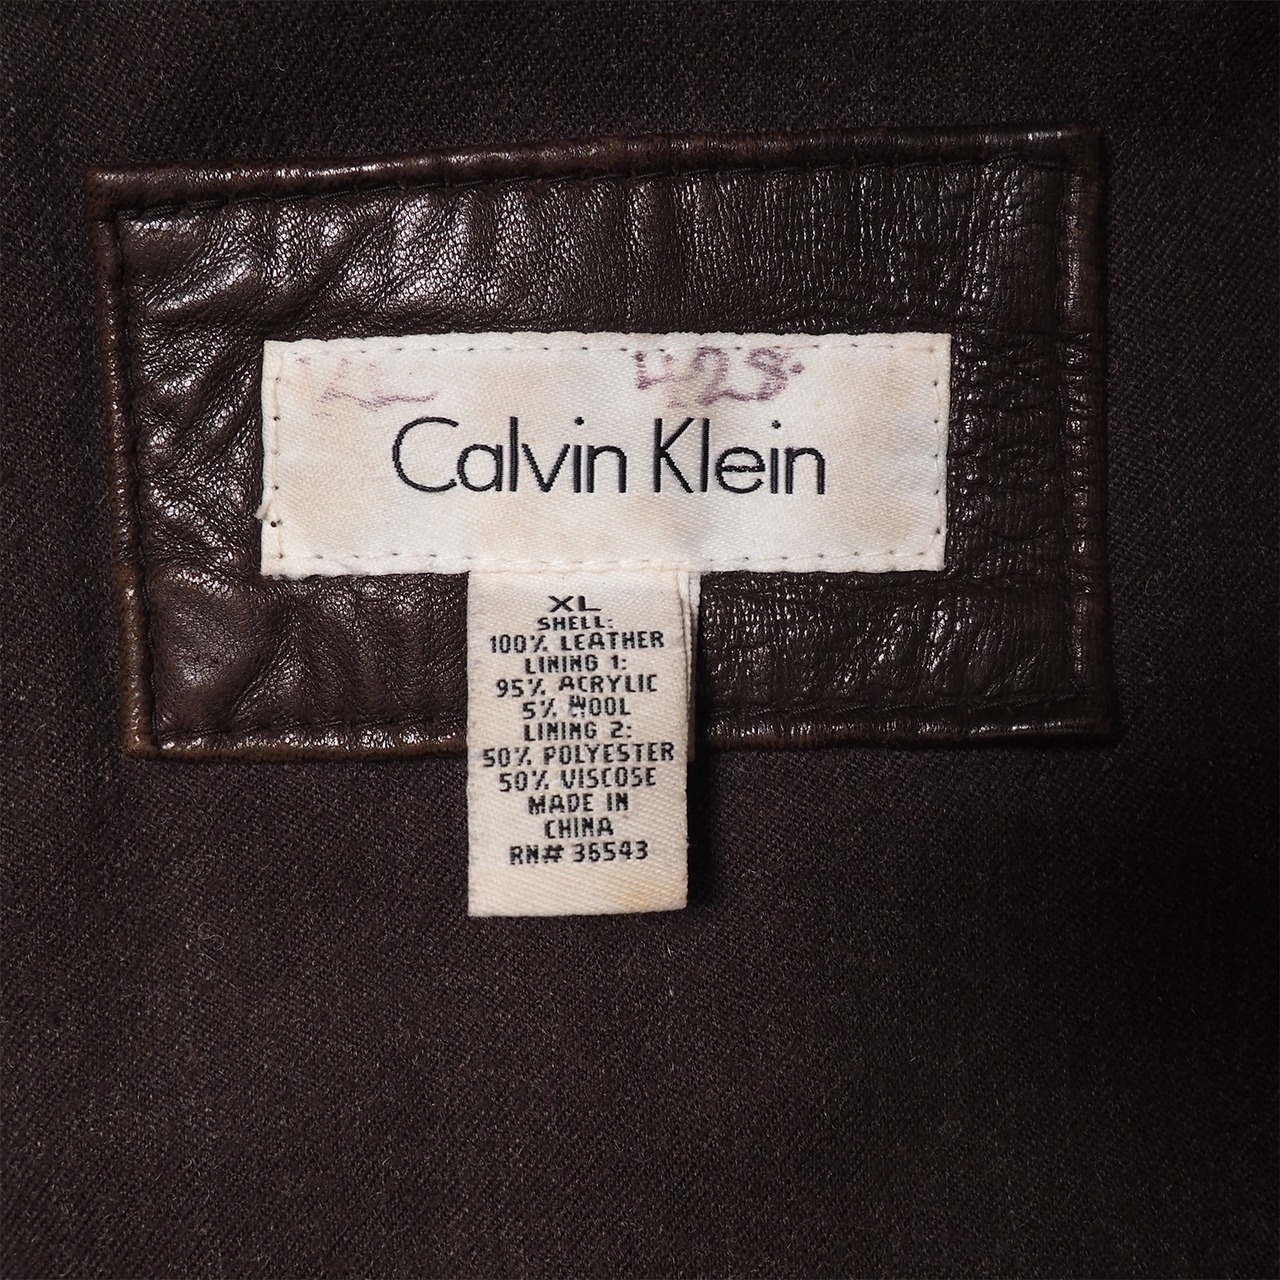 Calvin Klein
XL
SHELL:
100% LEATHER
LINING 1:
95% ACRYLIC
5% WOOL
LINING 2:
50% POLYESTER
50% VISCOSE
MADE IN
CHINA
RN# 36543